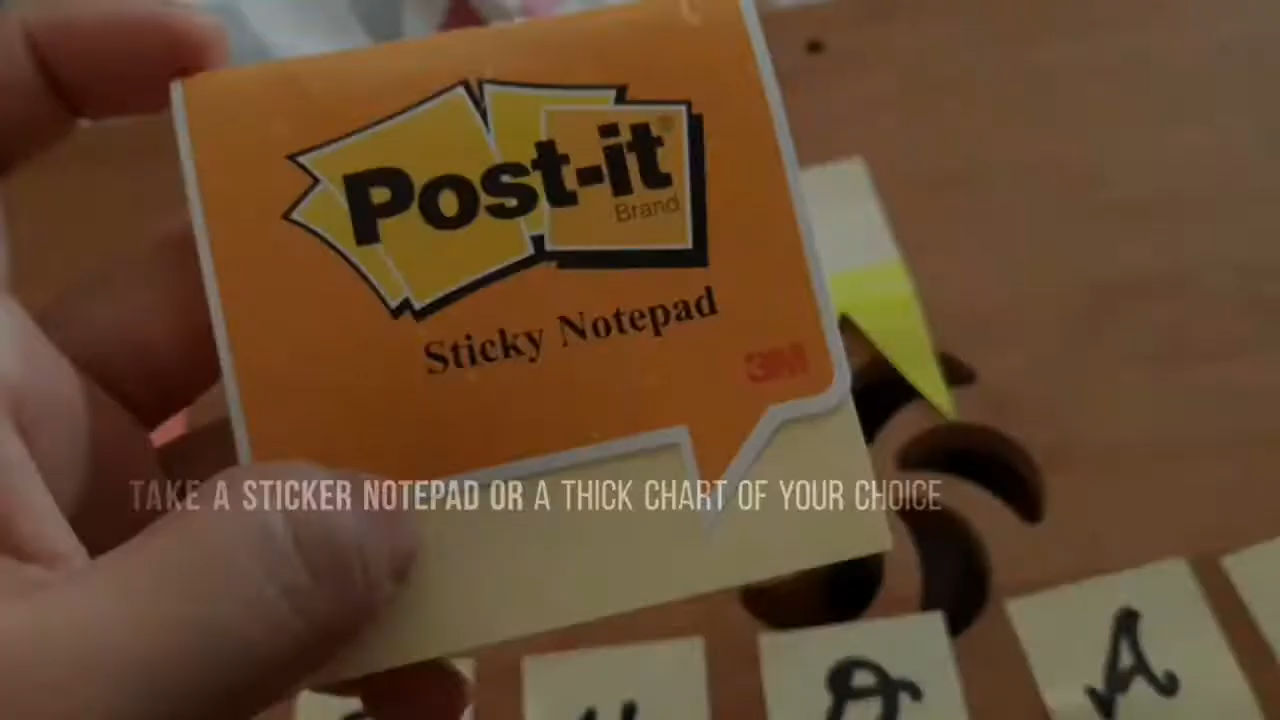 Post-it®
Brand
Sticky Notepad
3M
TAKE A STICKER NOTEPAD OR A THICK CHART OF YOUR CHOICE
A